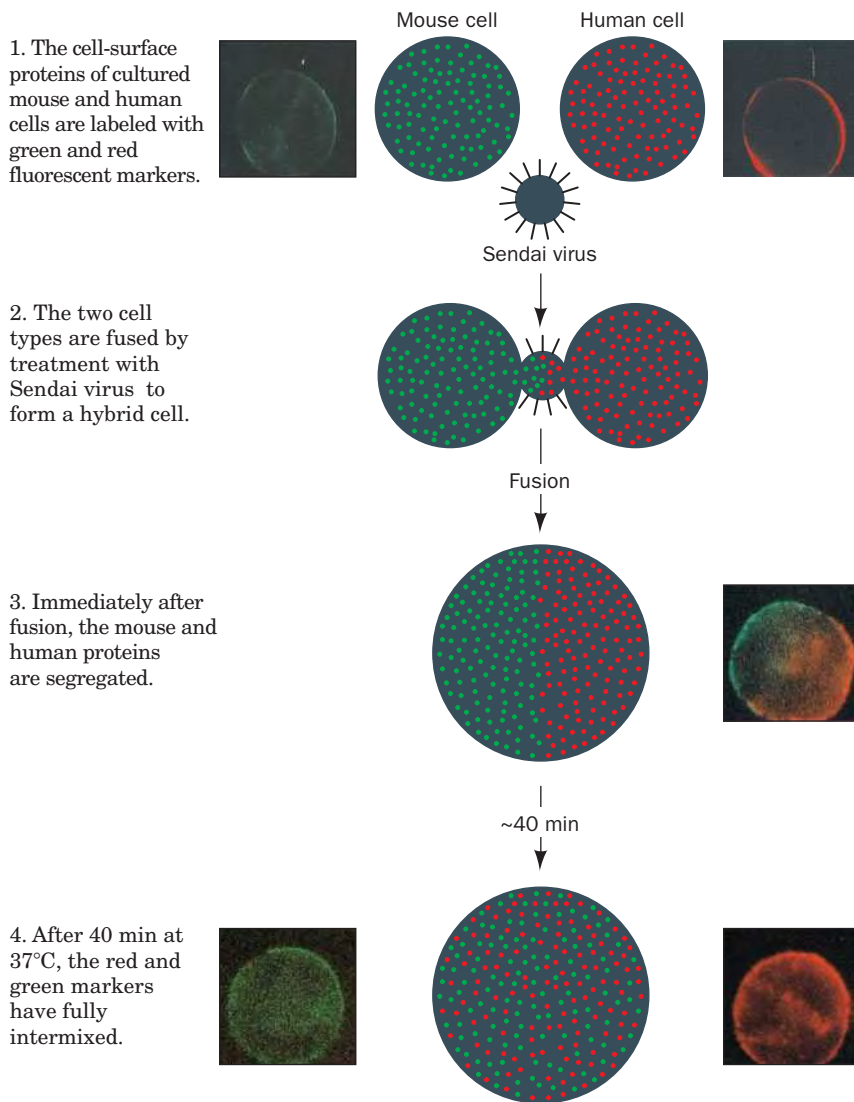 Mouse cell
Human cell
1. The cell-surface
proteins of cultured
mouse and human
cells are labeled with
green and red
fluorescent markers.
Sendai virus
2. The two cell
types are fused by
treatment with
Sendai virus to
form a hybrid cell.
Fusion
3. Immediately after
fusion, the mouse and
human proteins
are segregated.
~40 min
4. After 40 min at
37°C, the red and
green markers
have fully
intermixed.